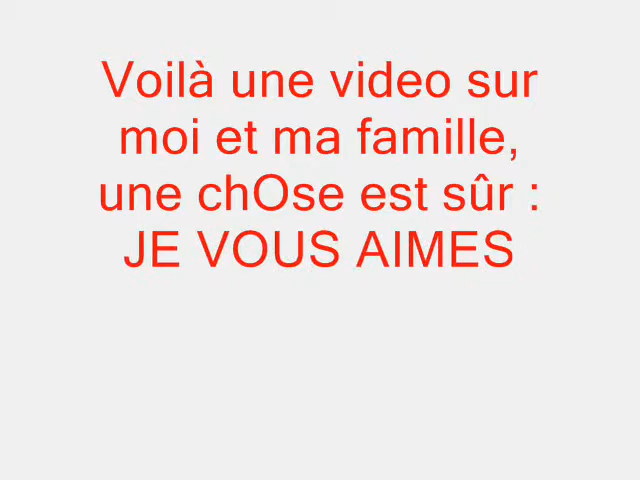 Voilà une video sur
moi et ma famille,
une chOse est sûr :
JE VOUS AIMES